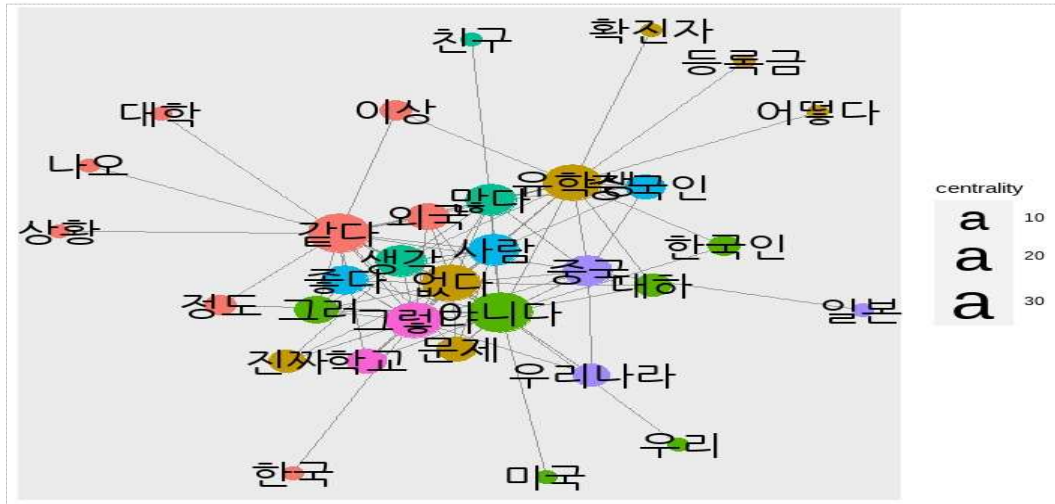 친구
확진자
등록금
대학
이상
어떻다
나오
유학생
중국인
많다
외국
상황
같다
생각
사람
한국인
좋다
없다
중국
대하
정도
그러
그렇다
아니다
일본
진짜
학교
문제
우리나라
우리
한국
미국
centrality
a 10
a 20
a 30